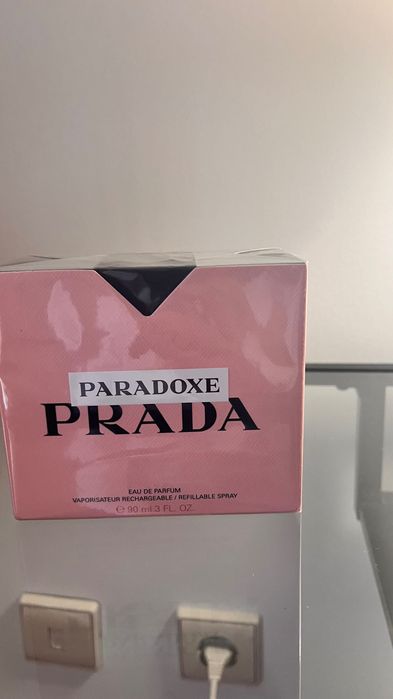 PARADOXE
PRADA
EAU DE PARFUM
VAPORISATEUR RECHARGEABLE / REFILLABLE SPRAY
℮ 90 ml 3 FL. OZ.